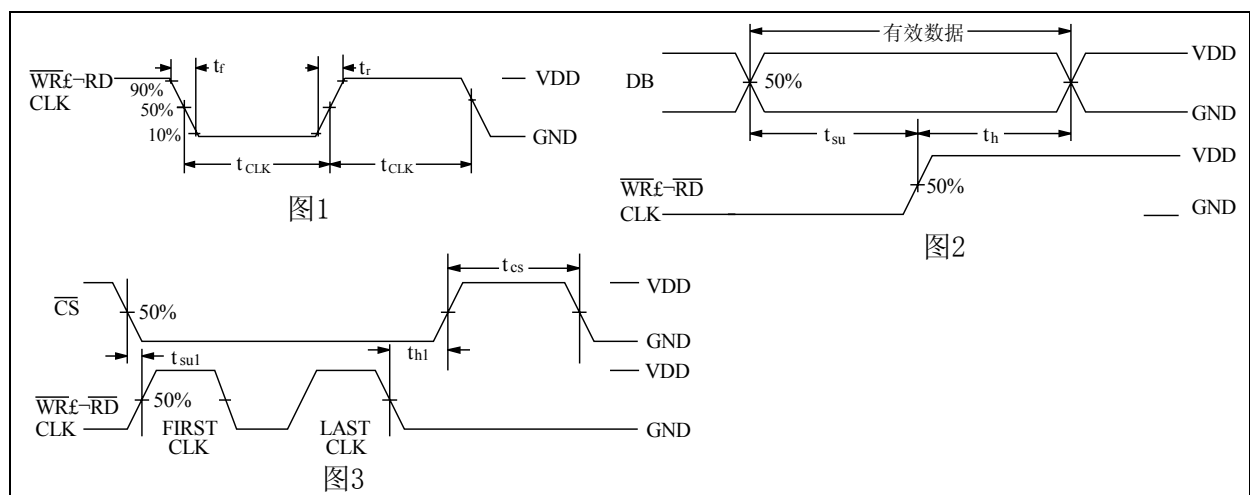 WR£¬RD
CLK
90%
50%
10%
tf
tr
VDD
GND
tCLK
tCLK
图1
有效数据
DB
50%
VDD
GND
tsu
th
WR£¬RD
CLK
50%
VDD
GND
图2
CS
50%
tcs
VDD
GND
tsu1
th1
VDD
WR£¬RD
CLK
50%
FIRST
CLK
LAST
CLK
GND
图3